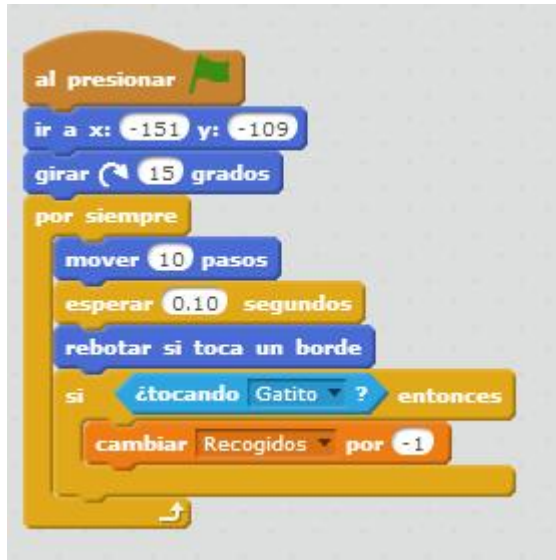 al presionar
ir a x: -151 y: -109
girar 15 grados
por siempre
mover 10 pasos
esperar 0.10 segundos
rebotar si toca un borde
si ¿tocando Gatito ? entonces
cambiar Recogidos por -1